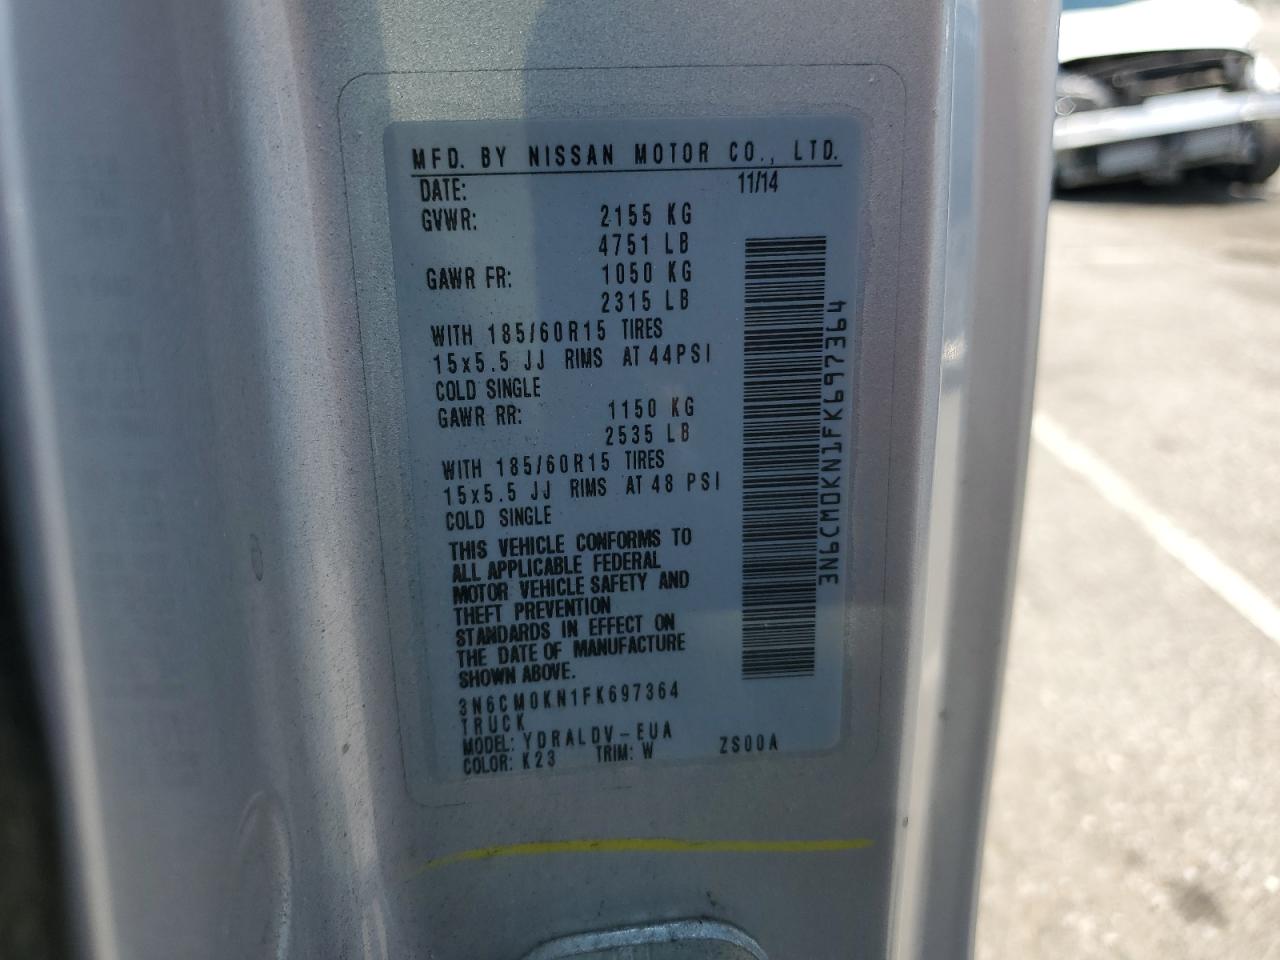 MFD. BY NISSAN MOTOR CO., LTD.
DATE: 11/14
GVWR: 2155 KG
4751 LB
GAWR FR: 1050 KG
2315 LB
WITH 185/60R15 TIRES
15x5.5 JJ RIMS AT 44PSI
COLD SINGLE
GAWR RR: 1150 KG
2535 LB
WITH 185/60R15 TIRES
15x5.5 JJ RIMS AT 48 PSI
COLD SINGLE
THIS VEHICLE CONFORMS TO
ALL APPLICABLE FEDERAL
MOTOR VEHICLE SAFETY AND
THEFT PREVENTION
STANDARDS IN EFFECT ON
THE DATE OF MANUFACTURE
SHOWN ABOVE.
3N6CM0KN1FK697364
TRUCK
MODEL: YDRALDV-EUA
COLOR: K23 TRIM: W ZS00A
3N6CM0KN1FK697364